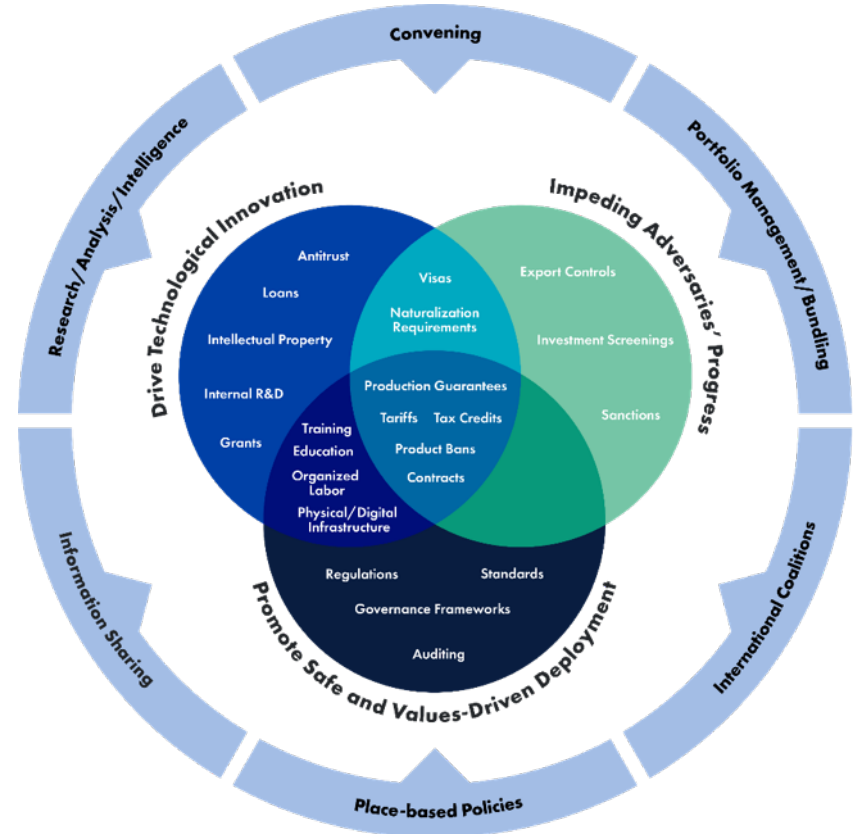 Convening
Research/Analysis/Intelligence
Portfolio Management/Bundling
Drive Technological Innovation
Impeding Adversaries’ Progress
Antitrust
Loans
Intellectual Property
Internal R&D
Grants
Visas
Naturalization
Requirements
Export Controls
Investment Screenings
Sanctions
Production Guarantees
Tariffs
Tax Credits
Product Bans
Contracts
Training
Education
Organized
Labor
Physical/Digital
Infrastructure
Regulations
Standards
Governance Frameworks
Auditing
Promote Safe and Values-Driven Deployment
Information Sharing
International Coalitions
Place-based Policies